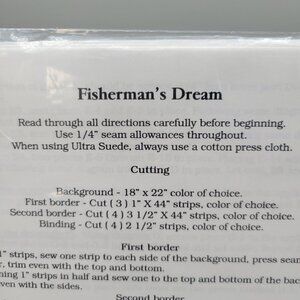 Fisherman's Dream
Read through all directions carefully before beginning.
Use 1/4" seam allowances throughout.
When using Ultra Suede, always use a cotton press cloth.
Cutting
Background - 18" x 22" color of choice.
First border - Cut ( 3 ) 1" X 44" strips, color of choice.
Second border - Cut ( 4 ) 3 1/2" X 44" strips, color of choice.
Binding - Cut ( 4 ) 2 1/2" strips, color of choice.
First border
1" strips, sew one strip to each side of the background, press seam
trim even with the top and bottom.
ning 1" strips in half and sew one to the top and bottom of the bac
even with the sides.
Second border